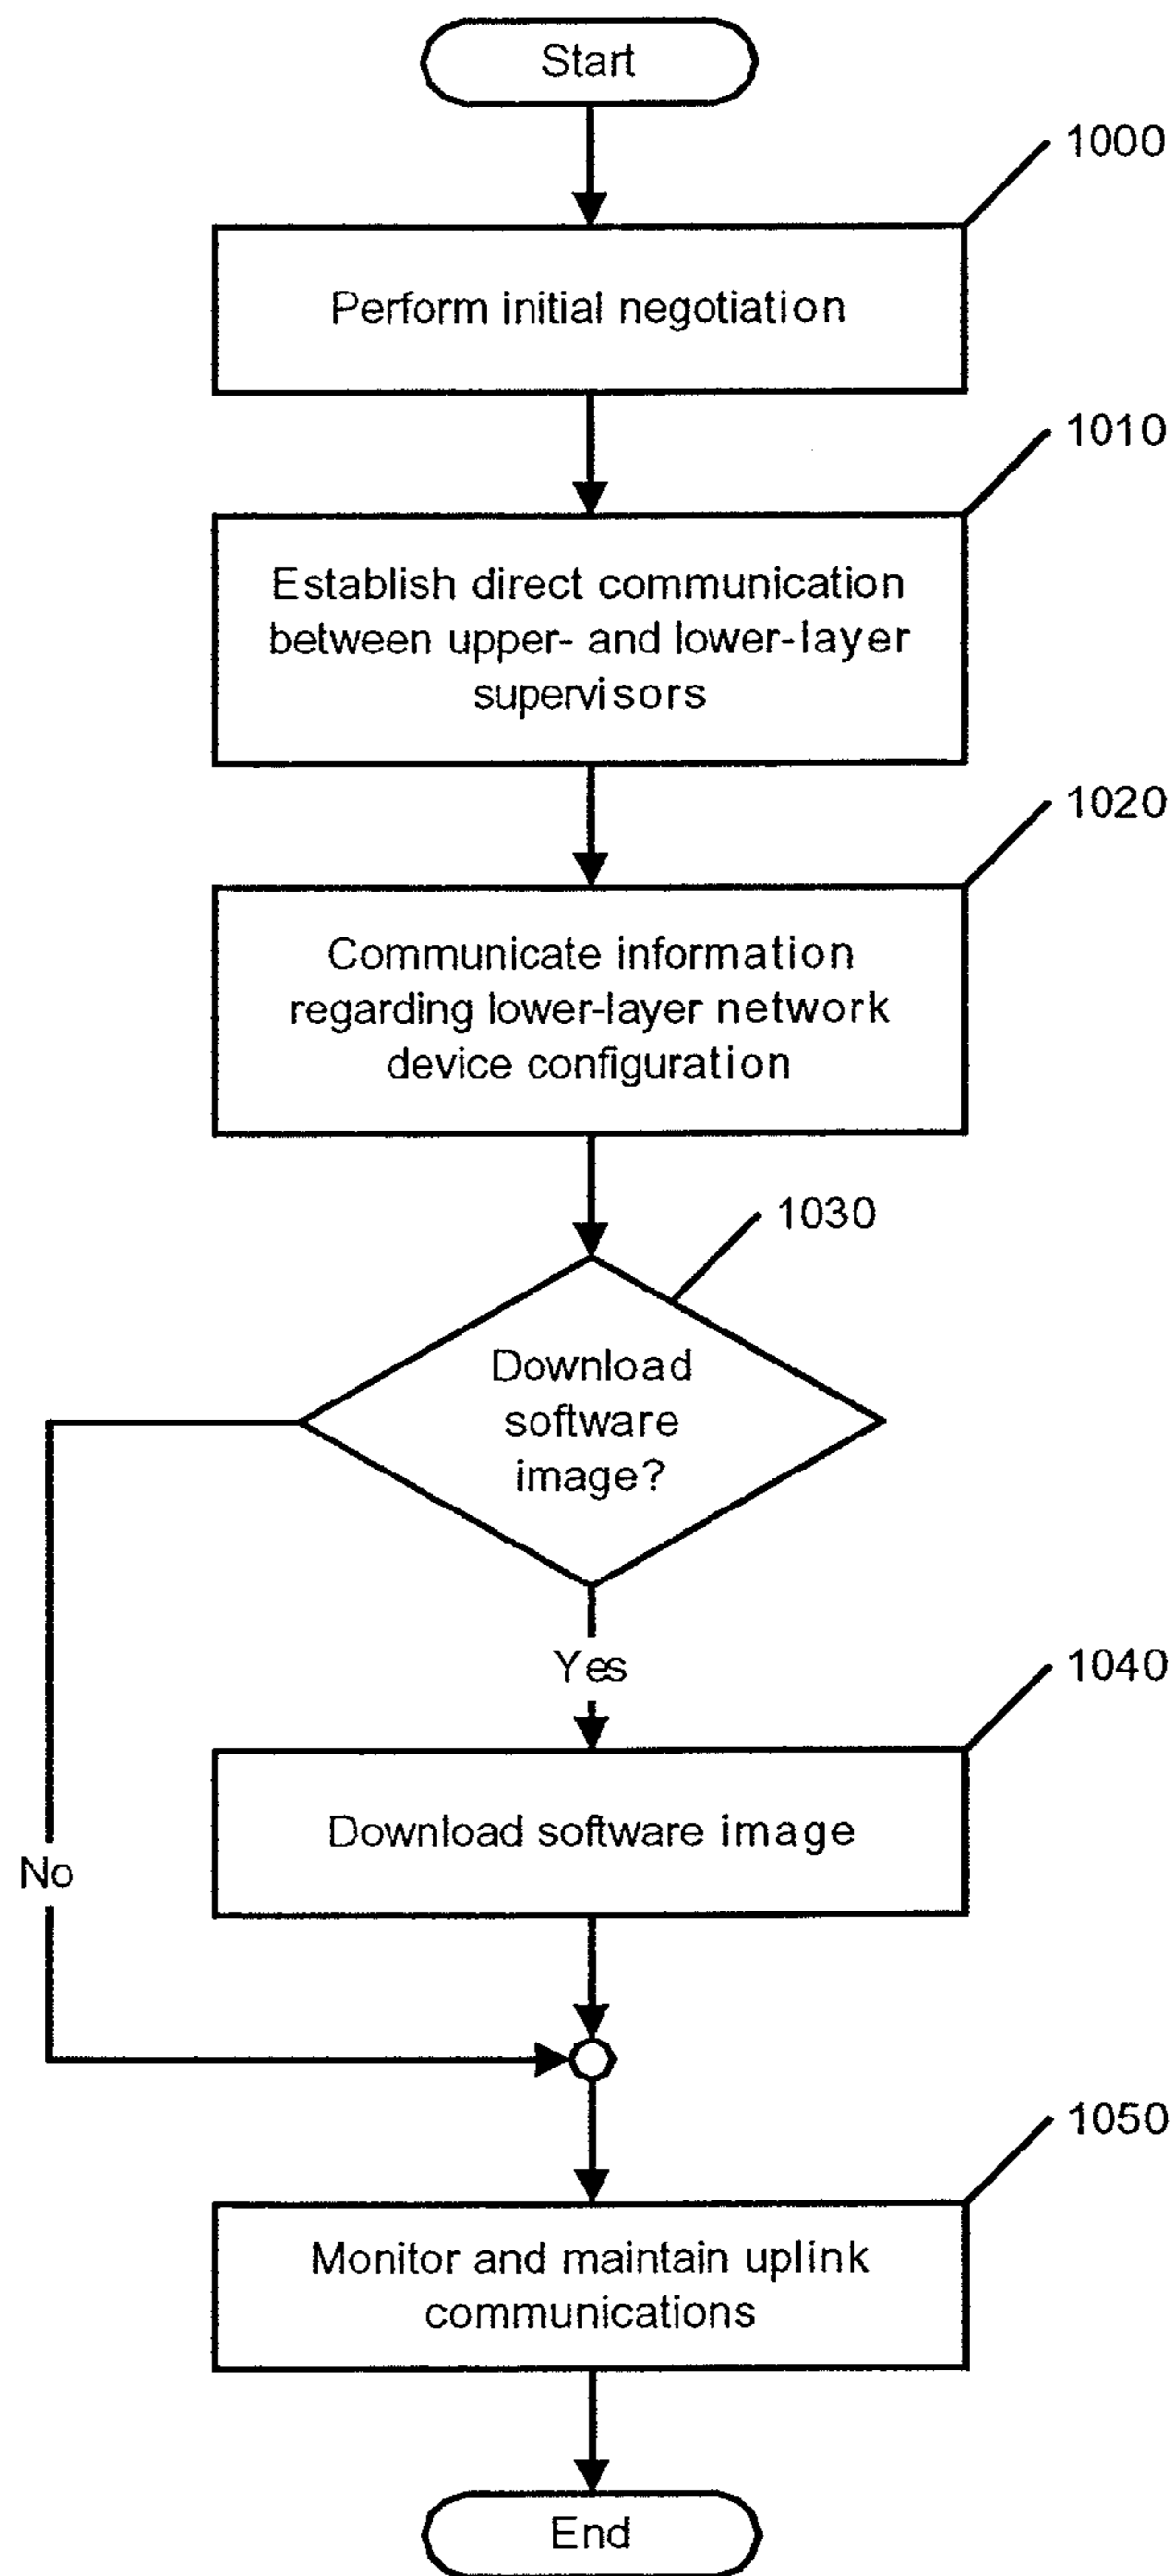 Start
1000
Perform initial negotiation
1010
Establish direct communication
between upper- and lower-layer
supervisors
1020
Communicate information
regarding lower-layer network
device configuration
1030
Download
software
image?
Yes
1040
Download software image
No
1050
Monitor and maintain uplink
communications
End